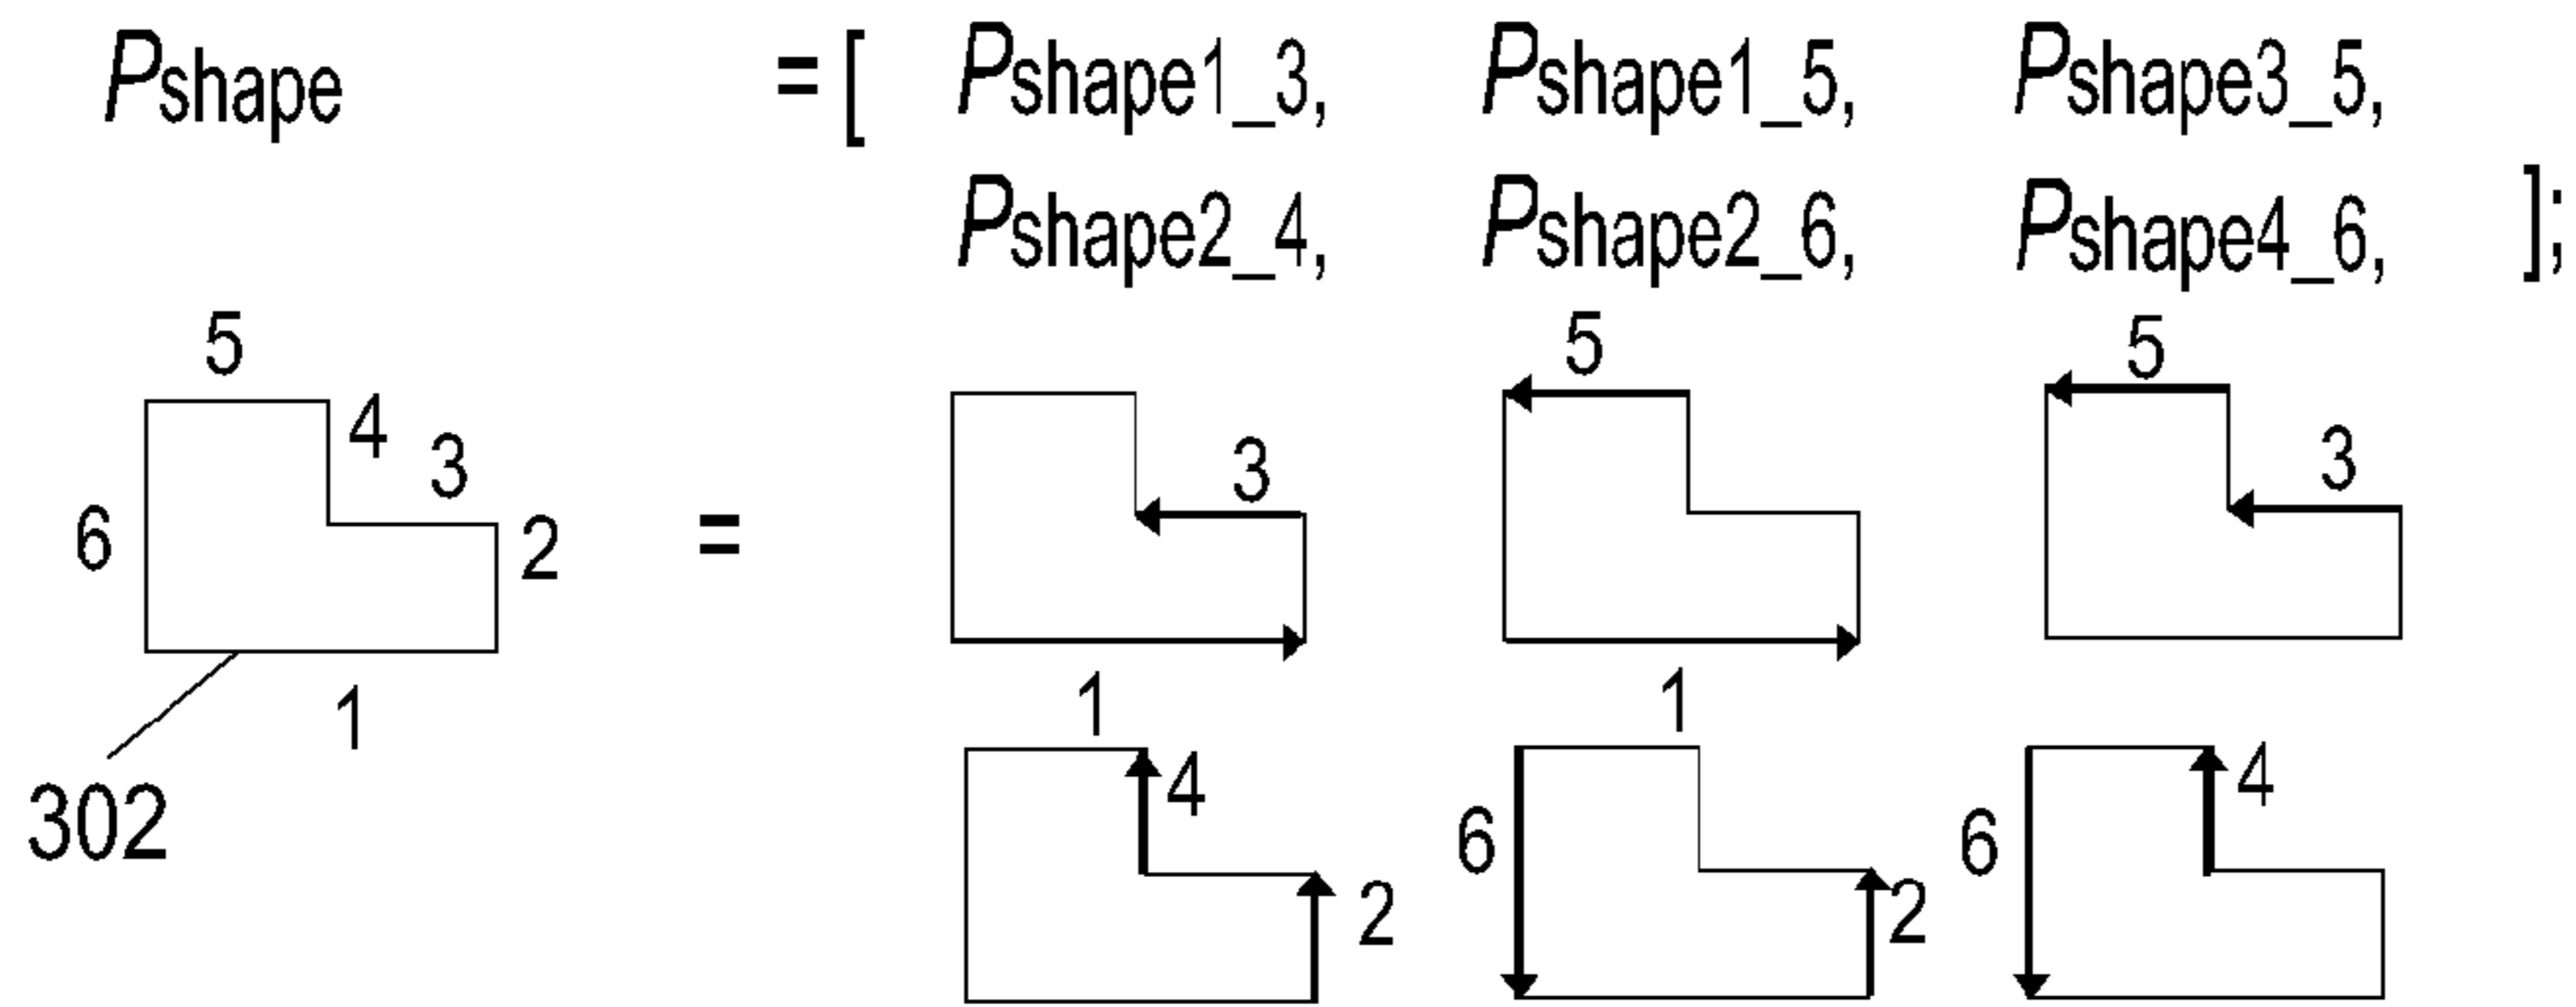 Pshape = [ Pshape1_3, Pshape1_5, Pshape3_5,
Pshape2_4, Pshape2_6, Pshape4_6, ];
5 4 3 6 2 1 302
=
3 1
5 1
5 3
4 2
6 2
6 4